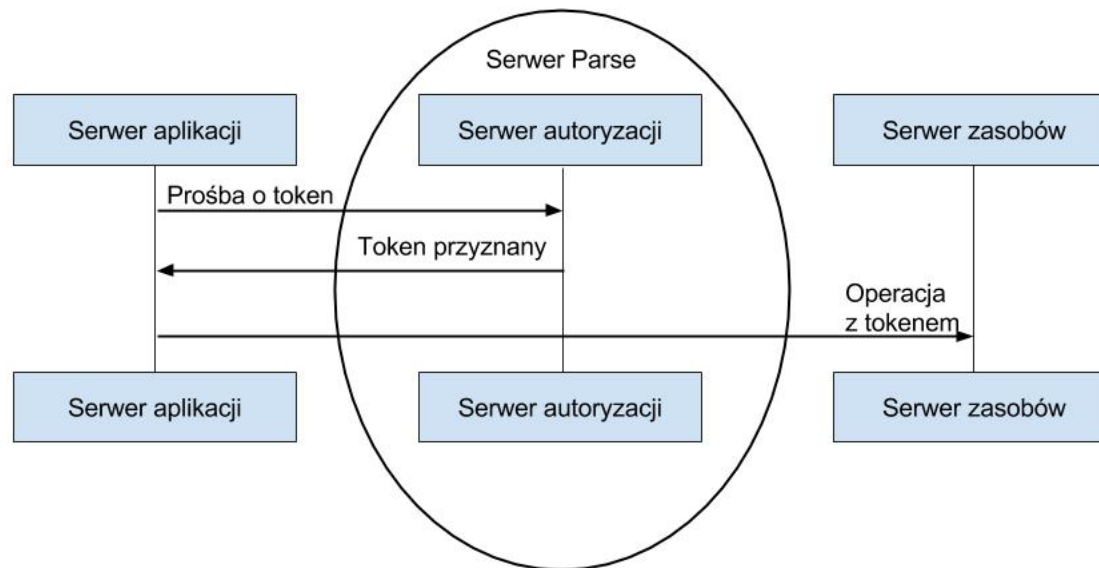 Serwer Parse
Serwer aplikacji
Serwer autoryzacji
Serwer zasobów
Prośba o token
Token przyznany
Operacja
z tokenem
Serwer aplikacji
Serwer autoryzacji
Serwer zasobów